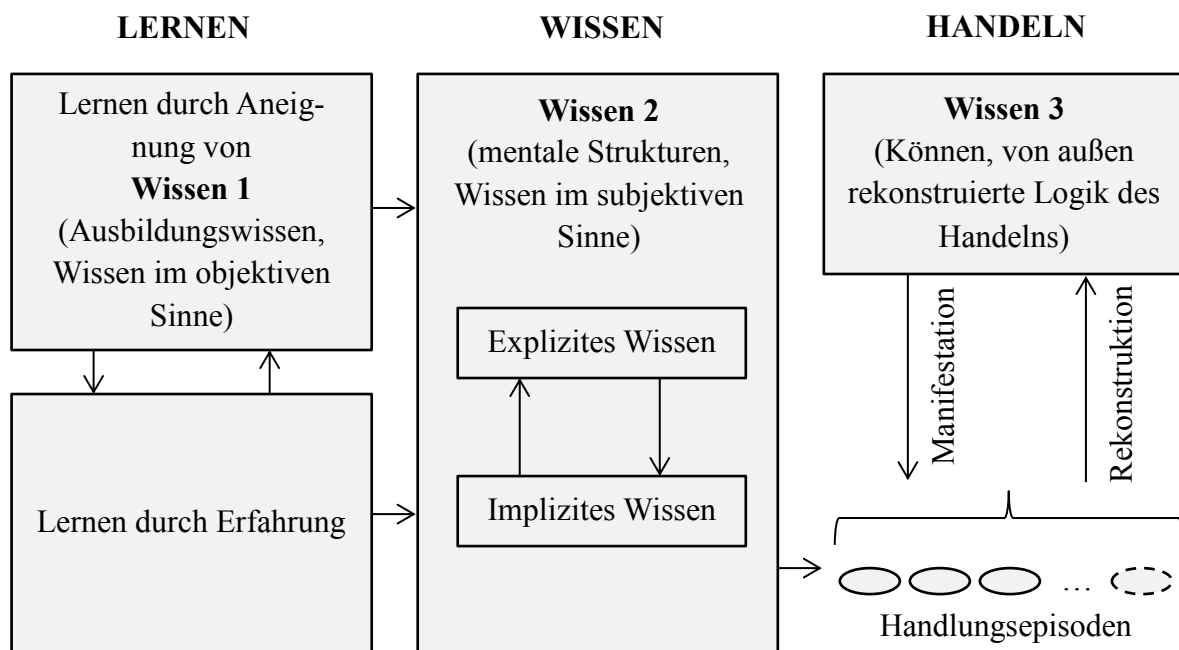 LERNEN
Lernen durch Aneig-
nung von
Wissen 1
(Ausbildungswissen,
Wissen im objektiven
Sinne)
Lernen durch Erfahrung
WISSEN
Wissen 2
(mentale Strukturen,
Wissen im subjektiven
Sinne)
Explizites Wissen
Implizites Wissen
HANDELN
Wissen 3
(Können, von außen
rekonstruierte Logik des
Handelns)
Manifestation
Rekonstruktion
…
Handlungsepisoden